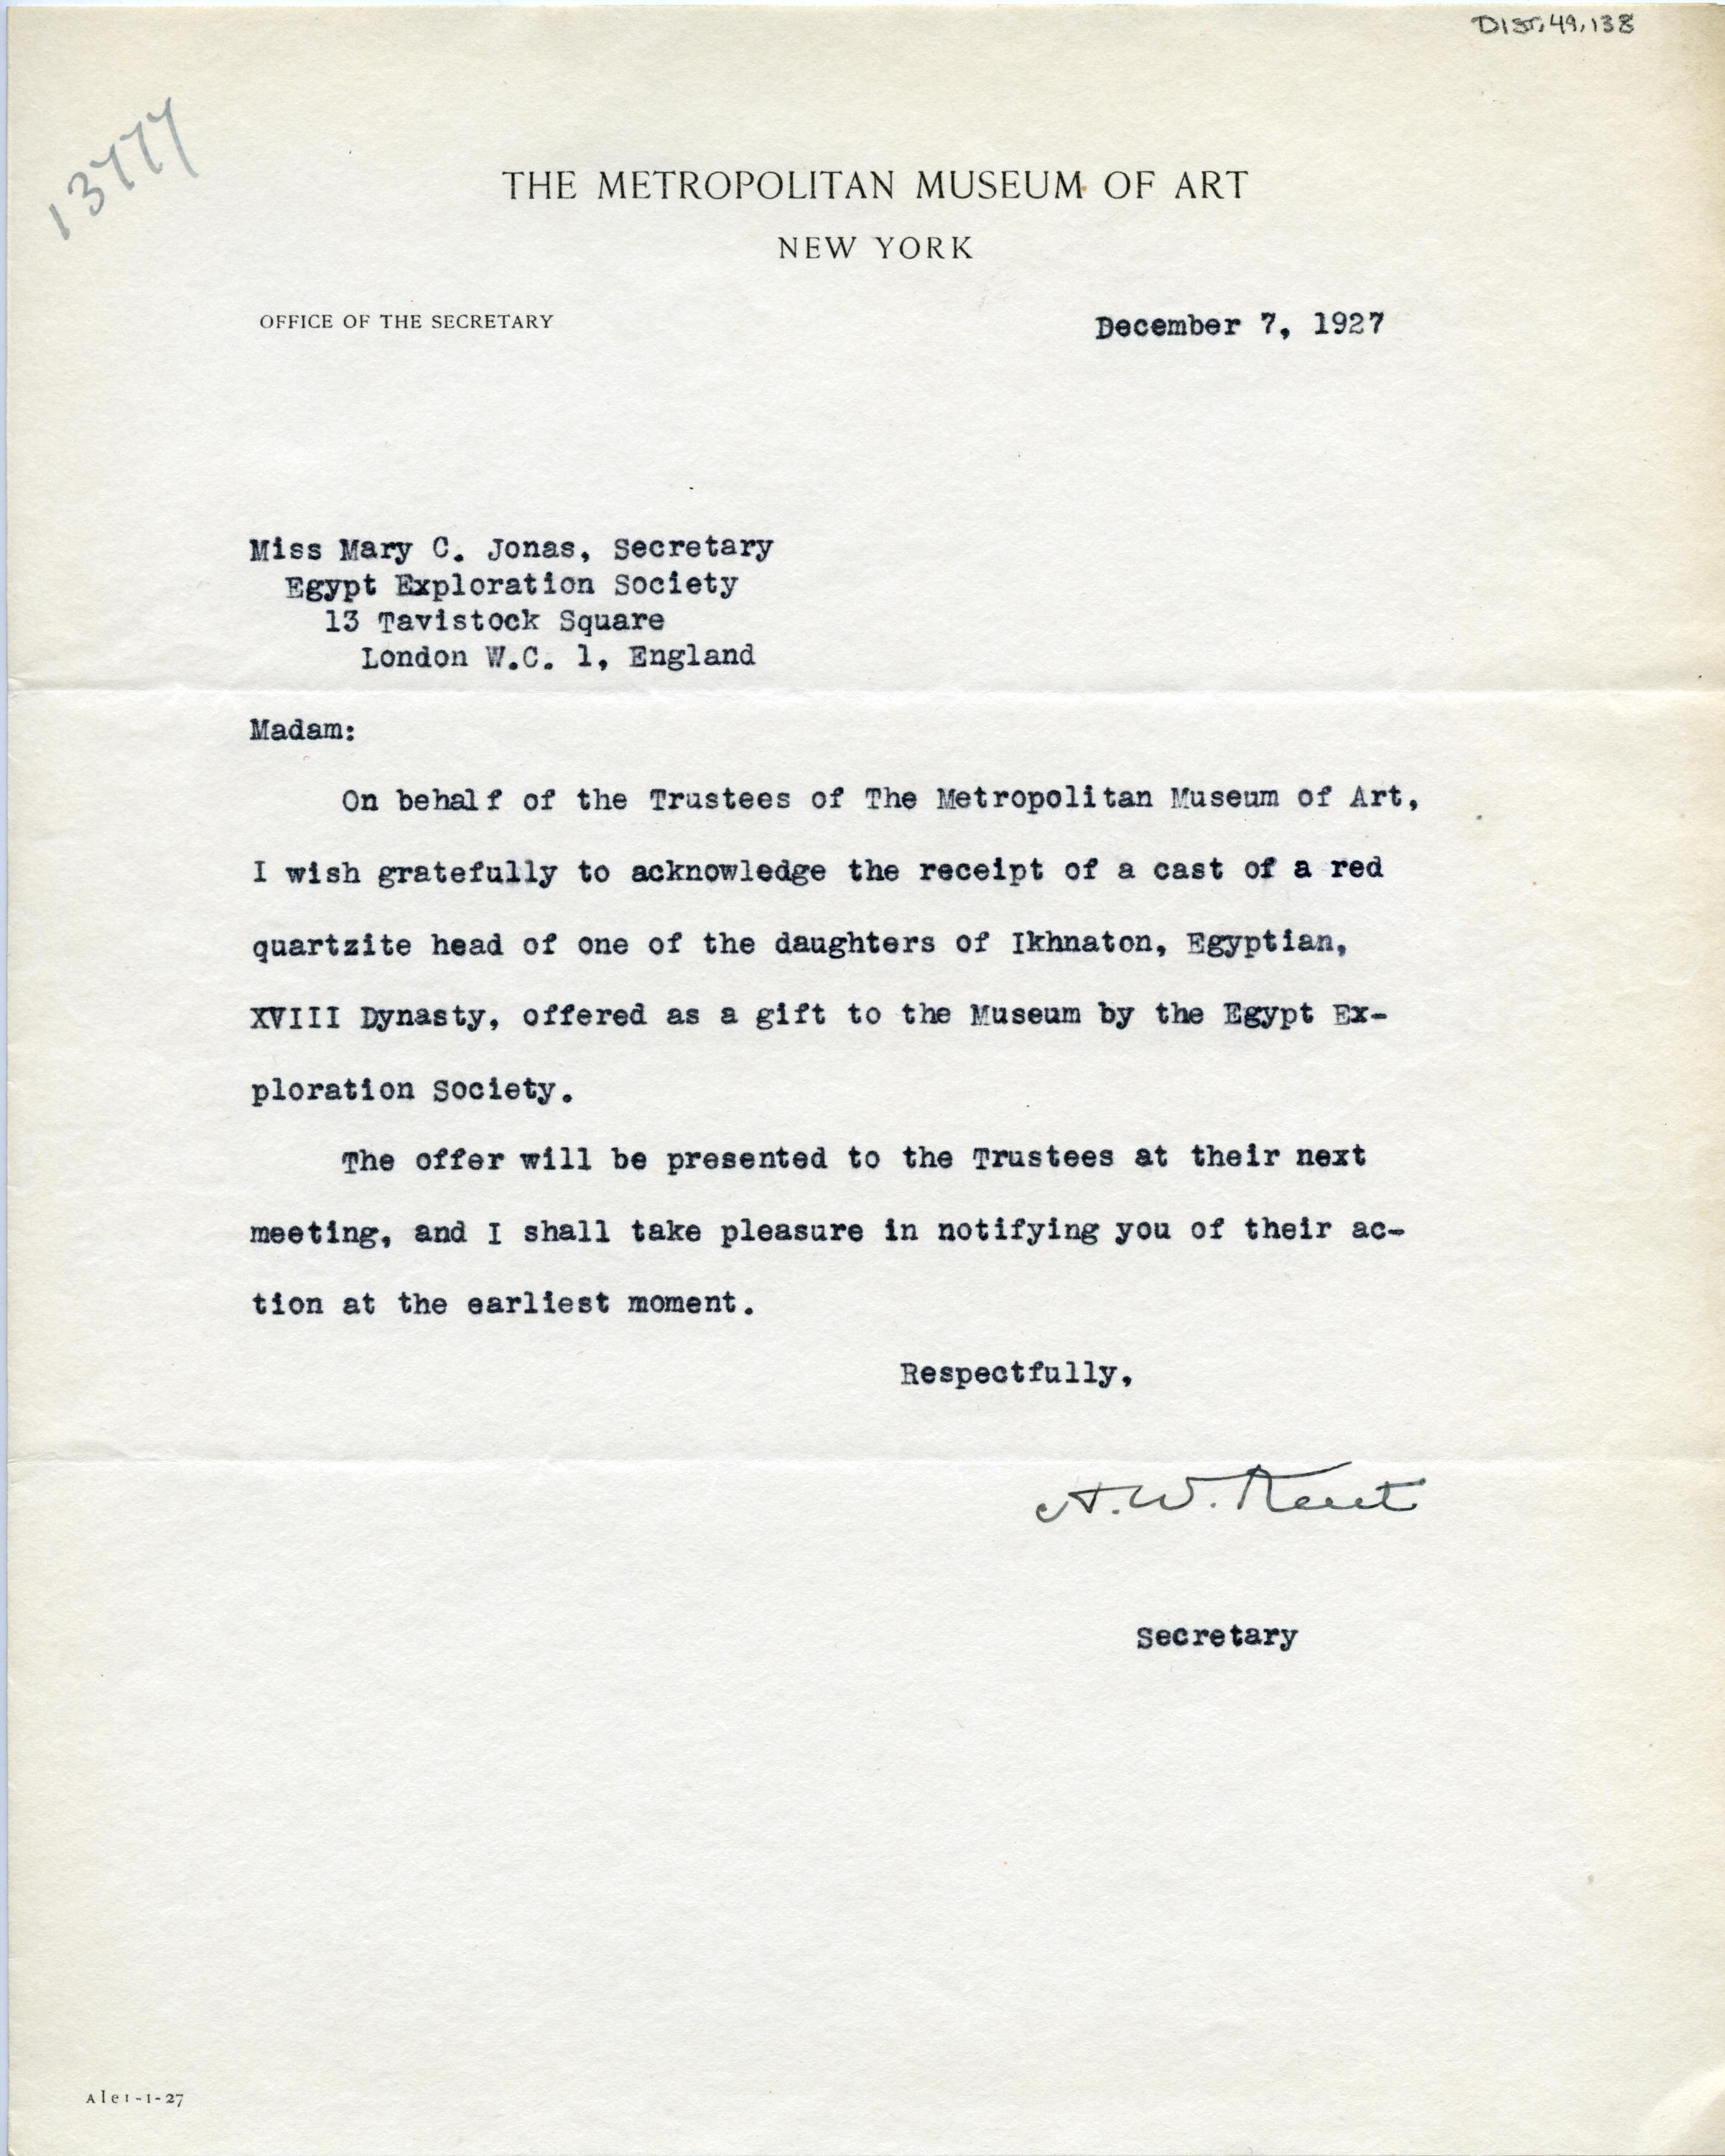 DIST.49.138
13777
THE METROPOLITAN MUSEUM OF ART
NEW YORK
OFFICE OF THE SECRETARY
December 7, 1927
Miss Mary C. Jonas, Secretary
Egypt Exploration Society
13 Tavistock Square
London W.C. 1, England
Madam:
On behalf of the Trustees of The Metropolitan Museum of Art,
I wish gratefully to acknowledge the receipt of a cast of a red
quartzite head of one of the daughters of Ikhnaton, Egyptian,
XVIII Dynasty, offered as a gift to the Museum by the Egypt Ex-
ploration Society.
The offer will be presented to the Trustees at their next
meeting, and I shall take pleasure in notifying you of their ac-
tion at the earliest moment.
Respectfully,
H. W. Kent
Secretary
Ale1-1-27